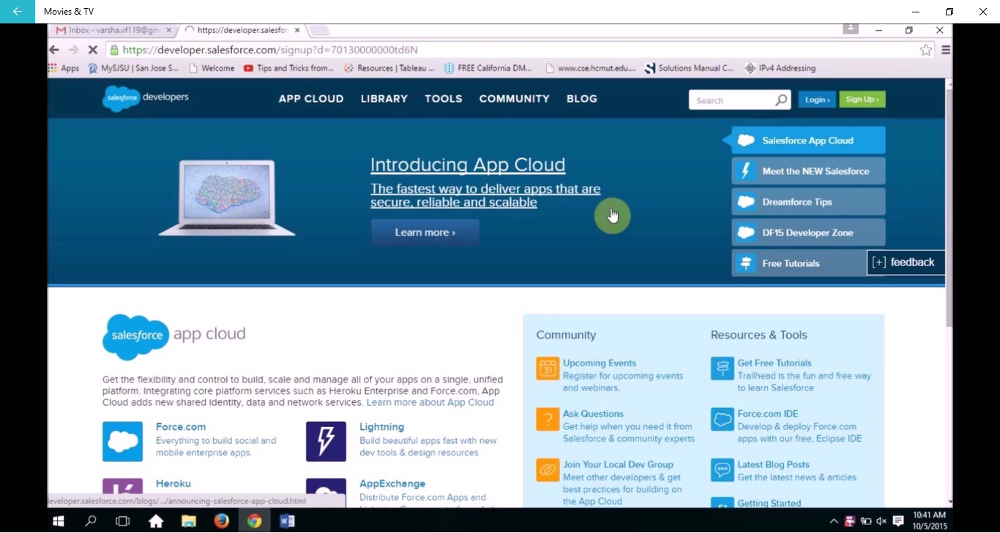 Movies & TV
Inbox - varsha.vf119@gm
https://developer.salesfor
https://developer.salesforce.com/signup?d=70130000000td6N
Apps MySJSU | San Jose S... Welcome Tips and Tricks from... Resources | Tableau ... FREE California DM... www.cse.hcmut.edu.... Solutions Manual C... IPv4 Addressing
salesforce developers APP CLOUD LIBRARY TOOLS COMMUNITY BLOG Search Login › Sign Up ›
Introducing App Cloud
The fastest way to deliver apps that are
secure, reliable and scalable
Learn more ›
Salesforce App Cloud
Meet the NEW Salesforce
Dreamforce Tips
DF15 Developer Zone
Free Tutorials
[+] feedback
salesforce app cloud
Get the flexibility and control to build, scale and manage all of your apps on a single, unified
platform. Integrating core platform services such as Heroku Enterprise and Force.com, App
Cloud adds new shared identity, data and network services. Learn more about App Cloud
Force.com
Everything to build social and
mobile enterprise apps.
Lightning
Build beautiful apps fast with new
dev tools & design resources
Heroku
AppExchange
Distribute Force.com Apps and
Community
Upcoming Events
Register for upcoming events
and webinars.
Ask Questions
Get help when you need it from
Salesforce & community experts
Join Your Local Dev Group
Meet other developers & get
best practices for building on
the App Cloud
Resources & Tools
Get Free Tutorials
Trailhead is the fun and free way
to learn Salesforce
Force.com IDE
Develop & deploy Force.com
apps with our free, Eclipse IDE
Latest Blog Posts
Get the latest news & articles.
Getting Started
eveloper.salesforce.com/blogs/.../announcing-salesforce-app-cloud.html
10:41 AM
10/5/2015